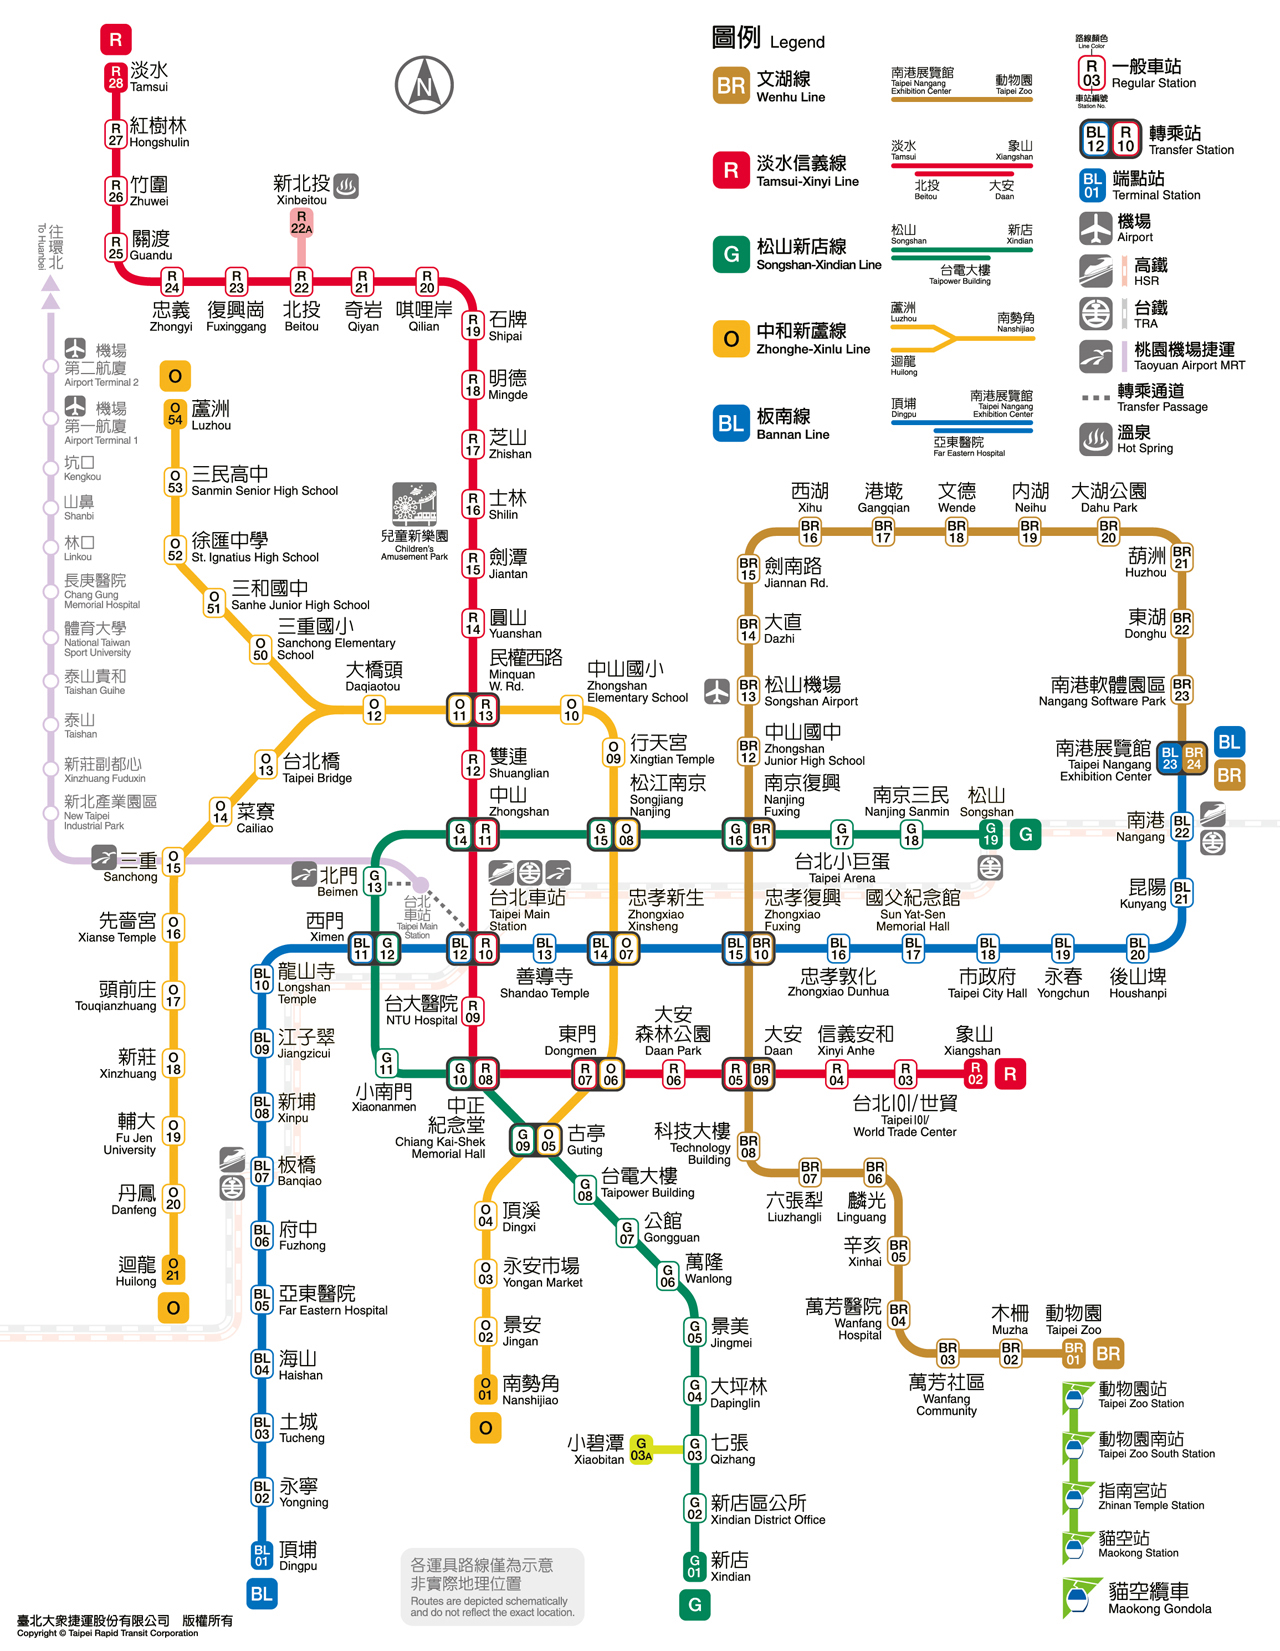 圖例 Legend
BR 文湖線
Wenhu Line
南港展覽館
Taipei Nangang
Exhibition Center
動物園
Taipei Zoo
R 淡水信義線
Tamsui-Xinyi Line
淡水
Tamsui
象山
Xiangshan
北投
Beitou
大安
Daan
G 松山新店線
Songshan-Xindian Line
松山
Songshan
新店
Xindian
台電大樓
Taipower Building
O 中和新蘆線
Zhonghe-Xinlu Line
蘆洲
Luzhou
南勢角
Nanshijiao
迴龍
Huilong
BL 板南線
Bannan Line
頂埔
Dingpu
南港展覽館
Taipei Nangang
Exhibition Center
亞東醫院
Far Eastern Hospital
路線顏色
Line Color
R
03
車站編號
Station No.
一般車站
Regular Station
BL
12
R
10
轉乘站
Transfer Station
BL
01
端點站
Terminal Station
機場
Airport
高鐵
HSR
台鐵
TRA
桃園機場捷運
Taoyuan Airport MRT
轉乘通道
Transfer Passage
溫泉
Hot Spring
N
R
R
28
淡水
Tamsui
R
27
紅樹林
Hongshulin
R
26
竹圍
Zhuwei
R
25
關渡
Guandu
R
24
忠義
Zhongyi
R
23
復興崗
Fuxinggang
R
22
北投
Beitou
新北投
Xinbeitou
R
22A
R
21
奇岩
Qiyan
R
20
唭哩岸
Qilian
R
19
石牌
Shipai
R
18
明德
Mingde
R
17
芝山
Zhishan
R
16
士林
Shilin
兒童新樂園
Children's
Amusement Park
R
15
劍潭
Jiantan
R
14
圓山
Yuanshan
O
11
R
13
民權西路
Minquan
W. Rd.
R
12
雙連
Shuanglian
G
14
R
11
中山
Zhongshan
台北車站
Taipei Main
Station
BL
12
R
10
台大醫院
NTU Hospital
R
09
G
10
R
08
中正
紀念堂
Chiang Kai-Shek
Memorial Hall
東門
Dongmen
R
07
O
06
大安
森林公園
Daan Park
R
06
大安
Daan
R
05
BR
09
信義安和
Xinyi Anhe
R
04
R
03
台北101/世貿
Taipei 101/
World Trade Center
象山
Xiangshan
R
02
R
往環北
To Huanbei
機場
第二航廈
Airport Terminal 2
機場
第一航廈
Airport Terminal 1
坑口
Kengkou
山鼻
Shanbi
林口
Linkou
長庚醫院
Chang Gung
Memorial Hospital
體育大學
National Taiwan
Sport University
泰山貴和
Taishan Guihe
泰山
Taishan
新莊副都心
Xinzhuang Fuduxin
新北產業園區
New Taipei
Industrial Park
台北
車站
Taipei Main
Station
O
O
54
蘆洲
Luzhou
O
53
三民高中
Sanmin Senior High School
O
52
徐匯中學
St. Ignatius High School
O
51
三和國中
Sanhe Junior High School
O
50
三重國小
Sanchong Elementary
School
大橋頭
Daqiaotou
O
12
O
13
台北橋
Taipei Bridge
O
14
菜寮
Cailiao
三重
Sanchong
O
15
先嗇宮
Xianse Temple
O
16
頭前庄
Touqianzhuang
O
17
新莊
Xinzhuang
O
18
輔大
Fu Jen
University
O
19
丹鳳
Danfeng
O
20
迴龍
Huilong
O
21
O
中山國小
Zhongshan
Elementary School
O
10
O
09
行天宮
Xingtian Temple
松江南京
Songjiang
Nanjing
G
15
O
08
忠孝新生
Zhongxiao
Xinsheng
BL
14
O
07
G
09
O
05
古亭
Guting
O
04
頂溪
Dingxi
O
03
永安市場
Yongan Market
O
02
景安
Jingan
O
01
南勢角
Nanshijiao
O
北門
Beimen
G
13
西門
Ximen
BL
11
G
12
G
11
小南門
Xiaonanmen
G
08
台電大樓
Taipower Building
G
07
公館
Gongguan
G
06
萬隆
Wanlong
G
05
景美
Jingmei
G
04
大坪林
Dapinglin
小碧潭
Xiaobitan
G
03A
G
03
七張
Qizhang
G
02
新店區公所
Xindian District Office
G
01
新店
Xindian
G
南京復興
Nanjing
Fuxing
G
16
BR
11
G
17
台北小巨蛋
Taipei Arena
南京三民
Nanjing Sanmin
G
18
松山
Songshan
G
19
G
BL
10
龍山寺
Longshan
Temple
BL
09
江子翠
Jiangzicui
BL
08
新埔
Xinpu
BL
07
板橋
Banqiao
BL
06
府中
Fuzhong
BL
05
亞東醫院
Far Eastern Hospital
BL
04
海山
Haishan
BL
03
土城
Tucheng
BL
02
永寧
Yongning
BL
01
頂埔
Dingpu
BL
BL
13
善導寺
Shandao Temple
忠孝復興
Zhongxiao
Fuxing
BL
15
BR
10
BL
16
忠孝敦化
Zhongxiao Dunhua
國父紀念館
Sun Yat-Sen
Memorial Hall
BL
17
BL
18
市政府
Taipei City Hall
BL
19
永春
Yongchun
BL
20
後山埤
Houshanpi
昆陽
Kunyang
BL
21
南港
Nangang
BL
22
南港展覽館
Taipei Nangang
Exhibition Center
BL
23
BR
24
BL
BR
南港軟體園區
Nangang Software Park
BR
23
東湖
Donghu
BR
22
葫洲
Huzhou
BR
21
大湖公園
Dahu Park
BR
20
內湖
Neihu
BR
19
文德
Wende
BR
18
港墘
Gangqian
BR
17
西湖
Xihu
BR
16
BR
15
劍南路
Jiannan Rd.
BR
14
大直
Dazhi
BR
13
松山機場
Songshan Airport
BR
12
中山國中
Zhongshan
Junior High School
科技大樓
Technology
Building
BR
08
BR
07
六張犁
Liuzhangli
BR
06
麟光
Linguang
辛亥
Xinhai
BR
05
萬芳醫院
Wanfang
Hospital
BR
04
BR
03
萬芳社區
Wanfang
Community
木柵
Muzha
BR
02
動物園
Taipei Zoo
BR
01
BR
動物園站
Taipei Zoo Station
動物園南站
Taipei Zoo South Station
指南宮站
Zhinan Temple Station
貓空站
Maokong Station
貓空纜車
Maokong Gondola
各運具路線僅為示意
非實際地理位置
Routes are depicted schematically
and do not reflect the exact location.
臺北大眾捷運股份有限公司 版權所有
Copyright © Taipei Rapid Transit Corporation